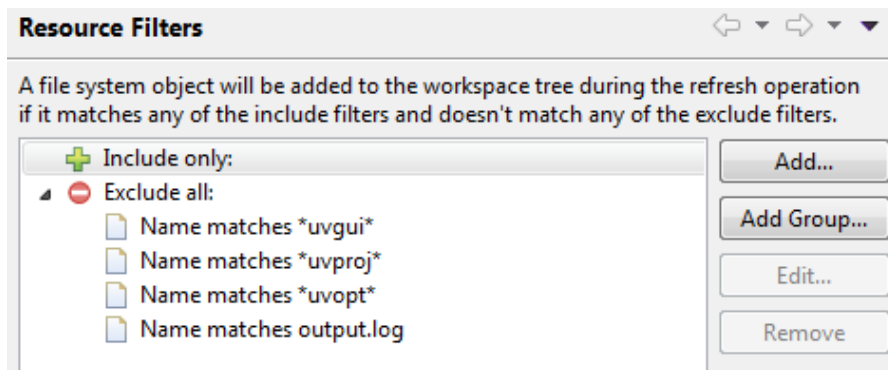 Resource Filters
A file system object will be added to the workspace tree during the refresh operation
if it matches any of the include filters and doesn't match any of the exclude filters.
Include only:
Add...
Exclude all:
Name matches *uvgui*
Add Group...
Name matches *uvproj*
Edit...
Name matches *uvopt*
Name matches output.log
Remove